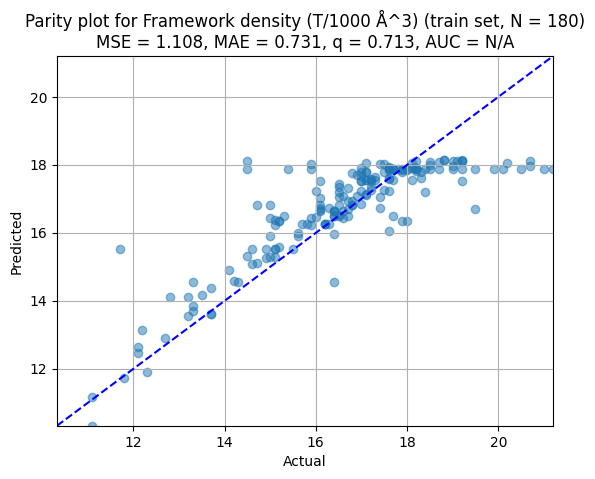 Parity plot for Framework density (T/1000 Å^3) (train set, N = 180)
MSE = 1.108, MAE = 0.731, q = 0.713, AUC = N/A
20
18
16
14
12
Predicted
12 14 16 18 20
Actual